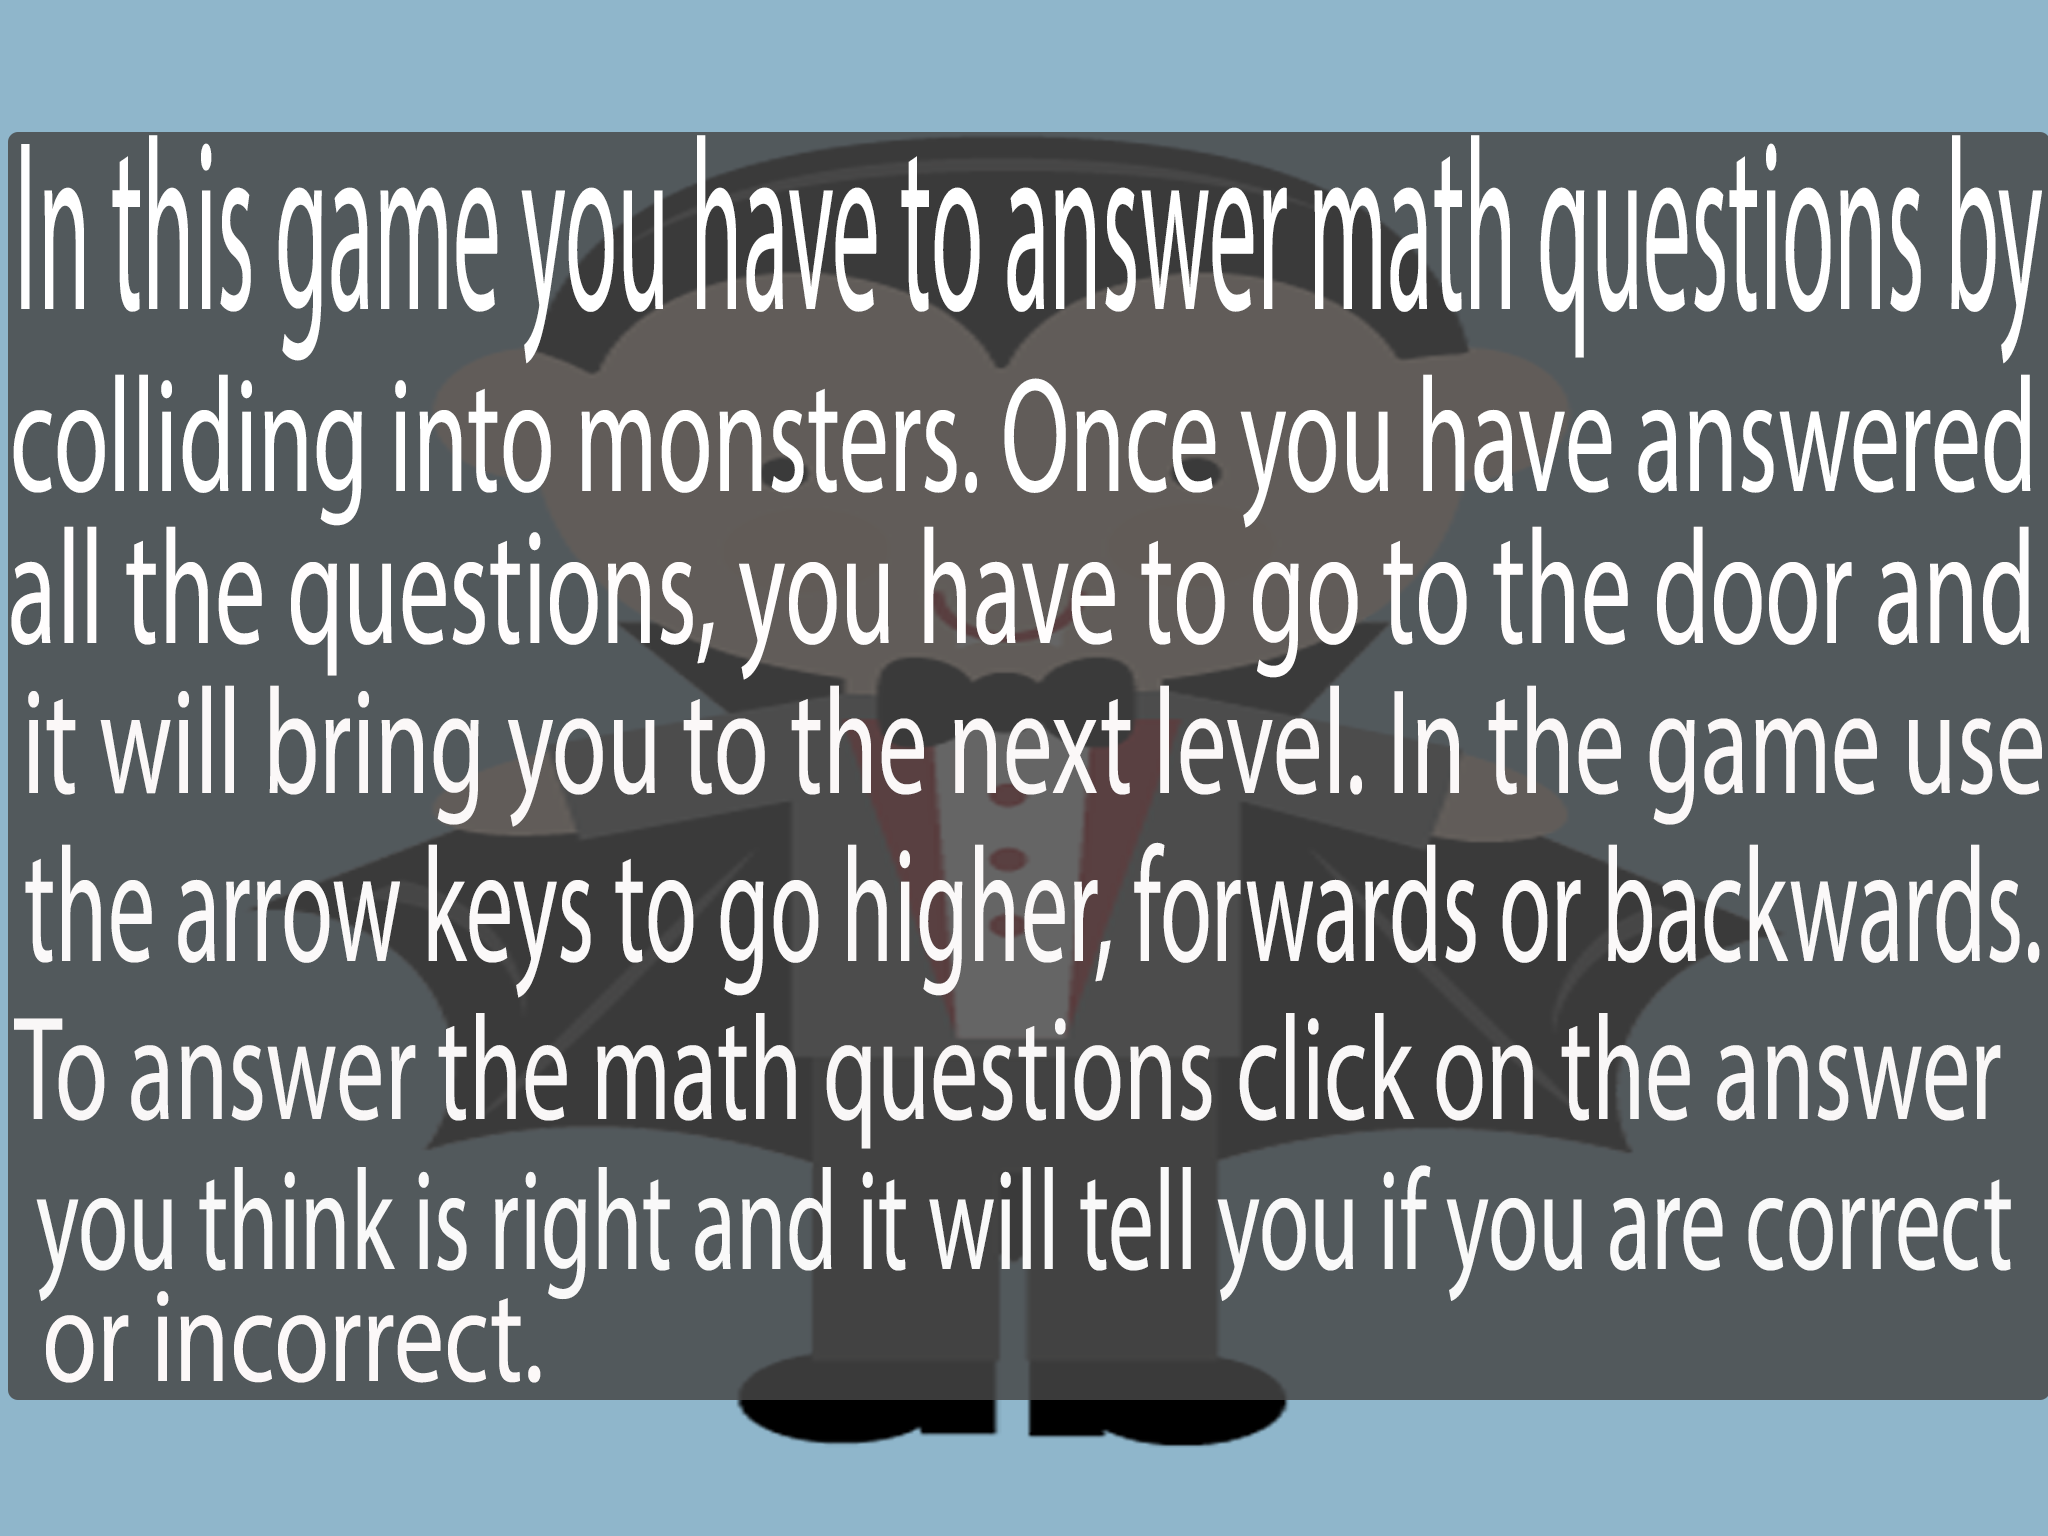 In this game you have to answer math questions by
colliding into monsters. Once you have answered
all the questions, you have to go to the door and
it will bring you to the next level. In the game use
the arrow keys to go higher, forwards or backwards.
To answer the math questions click on the answer
you think is right and it will tell you if you are correct
or incorrect.